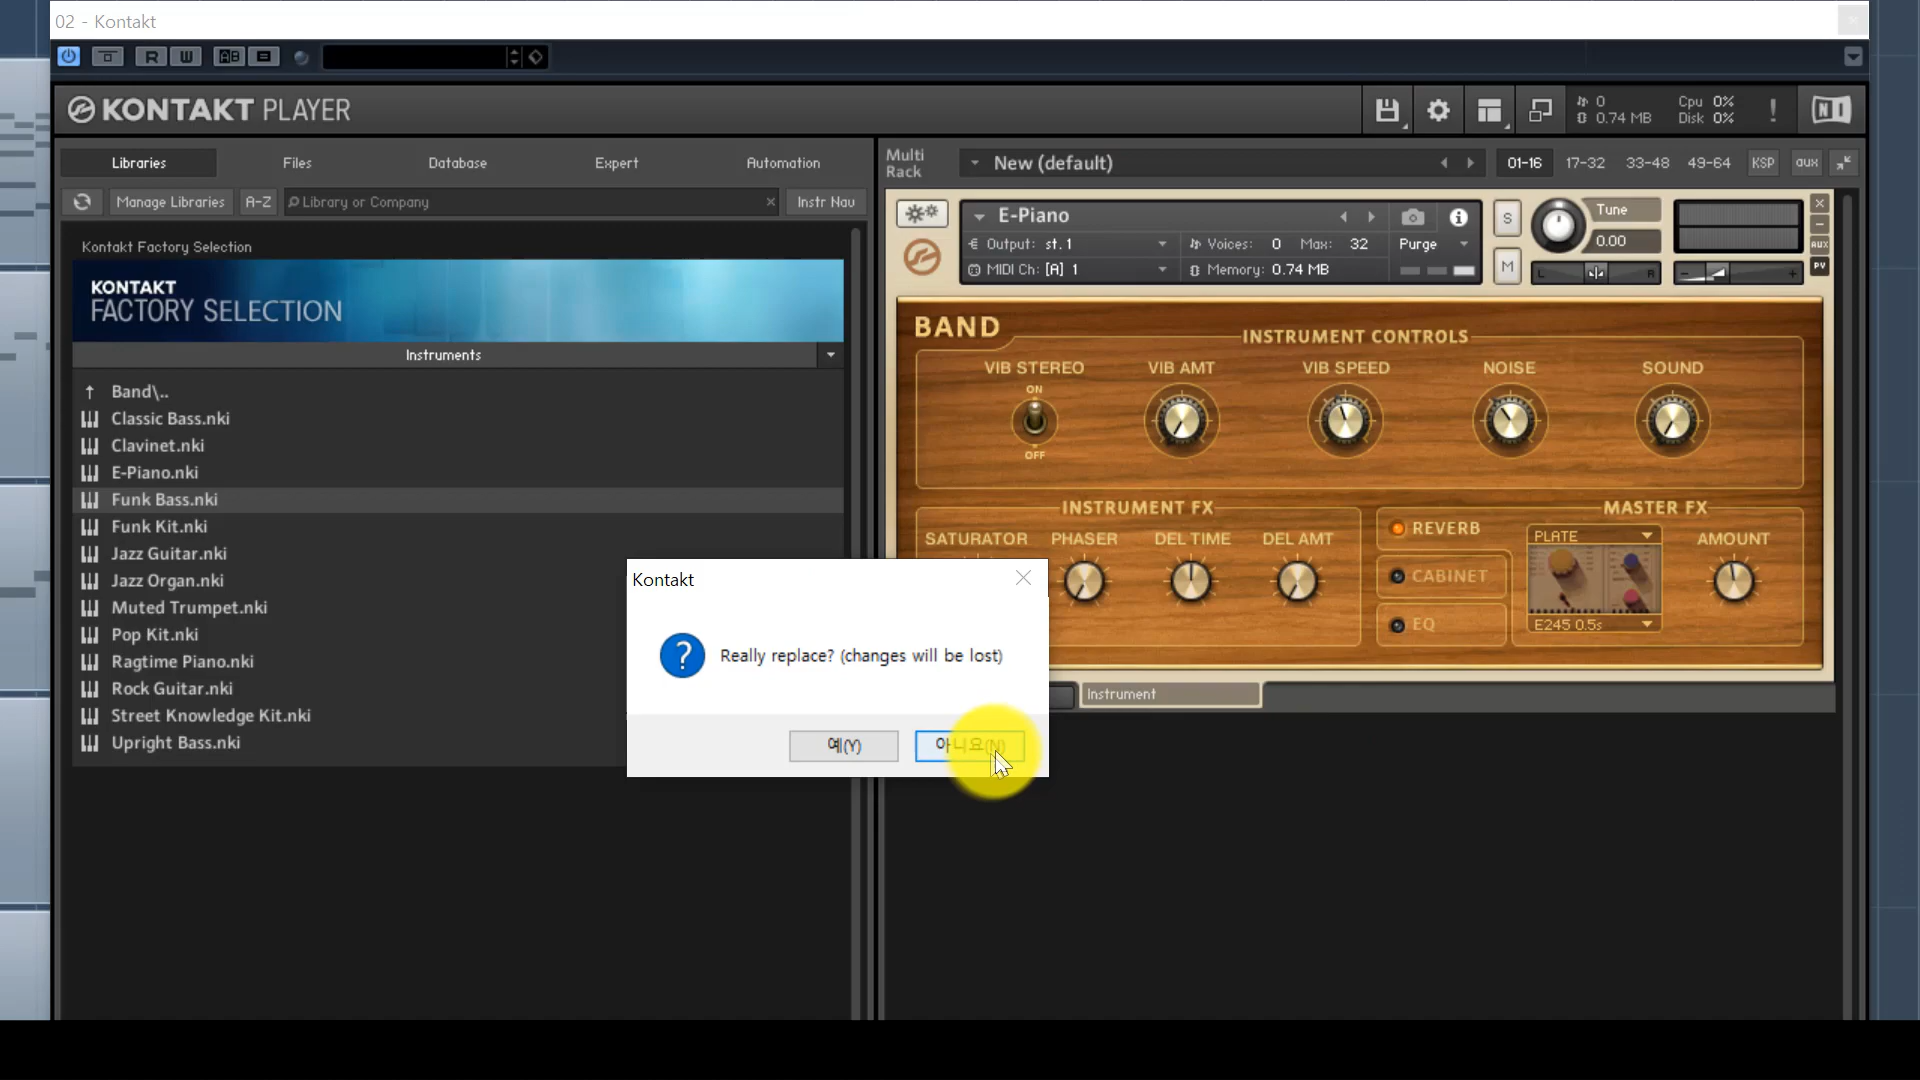 02 - Kontakt
R W AB
KONTAKT PLAYER
0
0.74 MB
Cpu 0%
Disk 0%
!
NI
Libraries Files Database Expert Automation
Manage Libraries A-Z Library or Company × Instr Nav
Multi
Rack
New (default)
01-16 17-32 33-48 49-64 KSP aux
Kontakt Factory Selection
KONTAKT
FACTORY SELECTION
Instruments
Band\..
Classic Bass.nki
Clavinet.nki
E-Piano.nki
Funk Bass.nki
Funk Kit.nki
Jazz Guitar.nki
Jazz Organ.nki
Muted Trumpet.nki
Pop Kit.nki
Ragtime Piano.nki
Rock Guitar.nki
Street Knowledge Kit.nki
Upright Bass.nki
E-Piano
Output: st.1 Voices: 0 Max: 32 Purge
MIDI Ch: [A] 1 Memory: 0.74 MB
S
M
Tune
0.00
L R
- +
AUX
PV
BAND
INSTRUMENT CONTROLS
VIB STEREO VIB AMT VIB SPEED NOISE SOUND
ON
OFF
INSTRUMENT FX
SATURATOR PHASER DEL TIME DEL AMT
MASTER FX
REVERB
CABINET
EQ
PLATE
E245 0.5s
AMOUNT
Instrument
Kontakt
?
Really replace? (changes will be lost)
예(Y) 아니요(N)